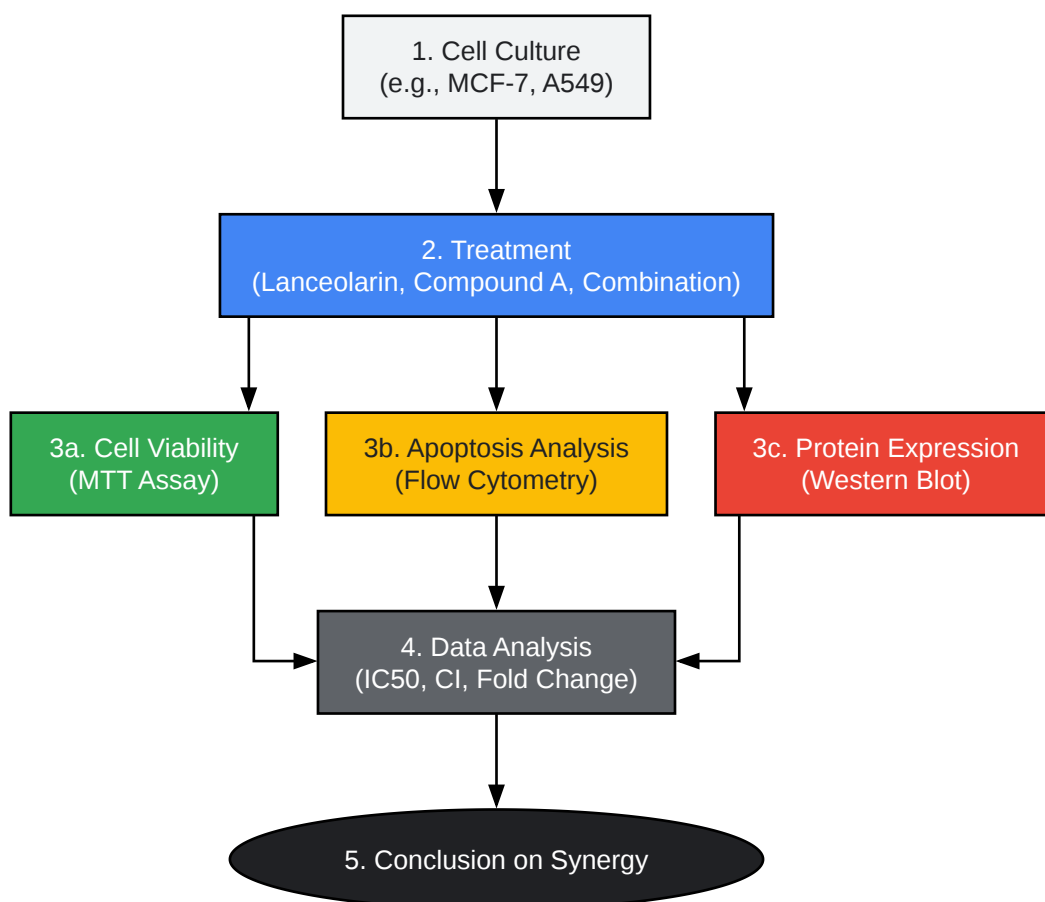 1. Cell Culture
(e.g., MCF-7, A549)
2. Treatment
(Lanceolarin, Compound A, Combination)
3a. Cell Viability
(MTT Assay)
3b. Apoptosis Analysis
(Flow Cytometry)
3c. Protein Expression
(Western Blot)
4. Data Analysis
(IC50, CI, Fold Change)
5. Conclusion on Synergy